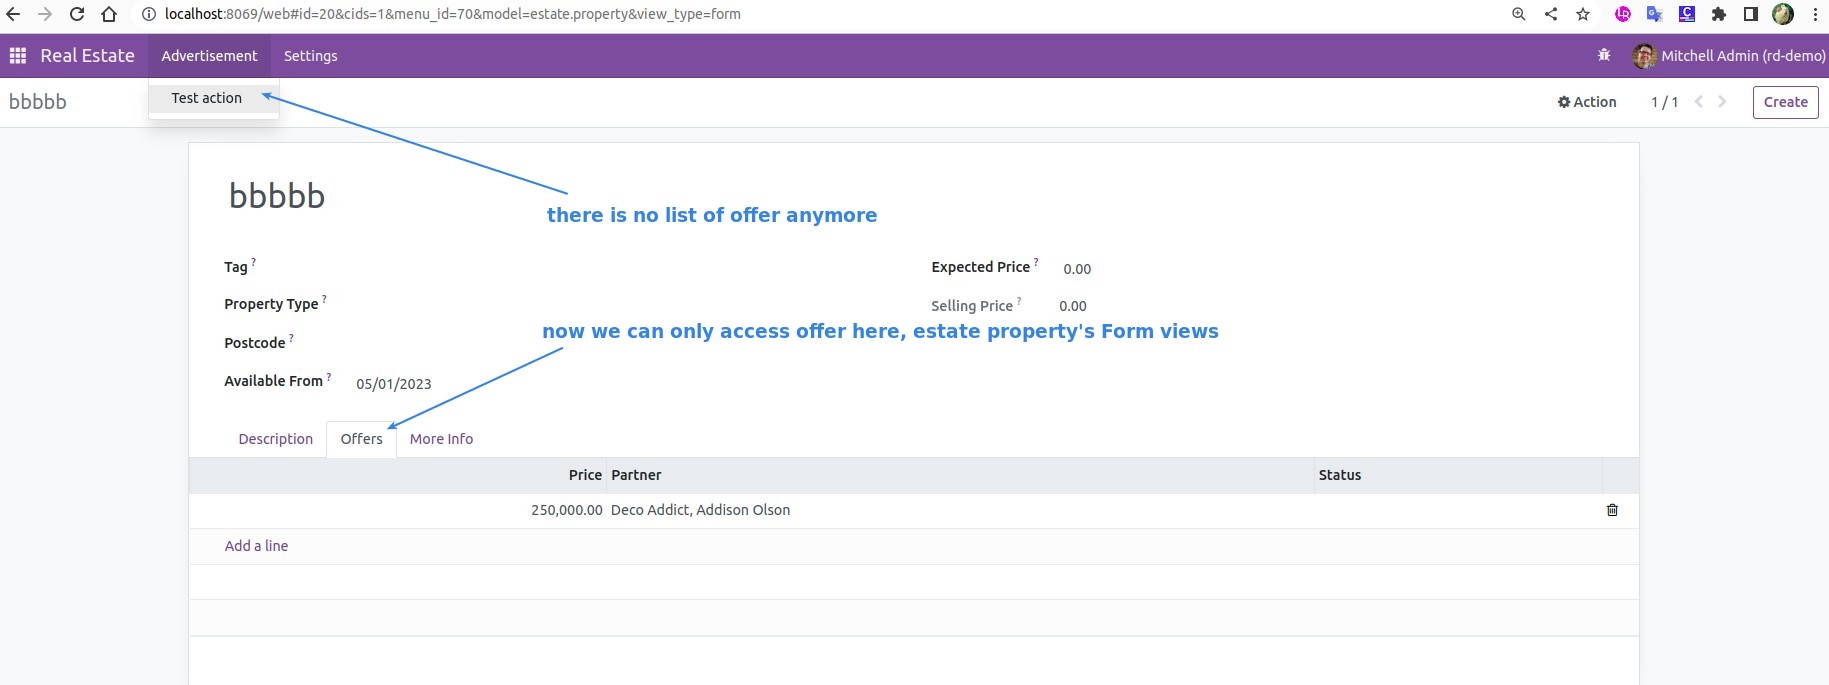 localhost:8069/web#id=20&cids=1&menu_id=70&model=estate.property&view_type=form
Real Estate Advertisement Settings Mitchell Admin (rd-demo)
bbbbb Test action Action 1 / 1 Create
bbbbb
there is no list of offer anymore
Tag ? Expected Price ? 0.00
Property Type ? Selling Price ? 0.00
now we can only access offer here, estate property's Form views
Postcode ?
Available From ? 05/01/2023
Description Offers More Info
Price Partner Status
250,000.00 Deco Addict, Addison Olson
Add a line